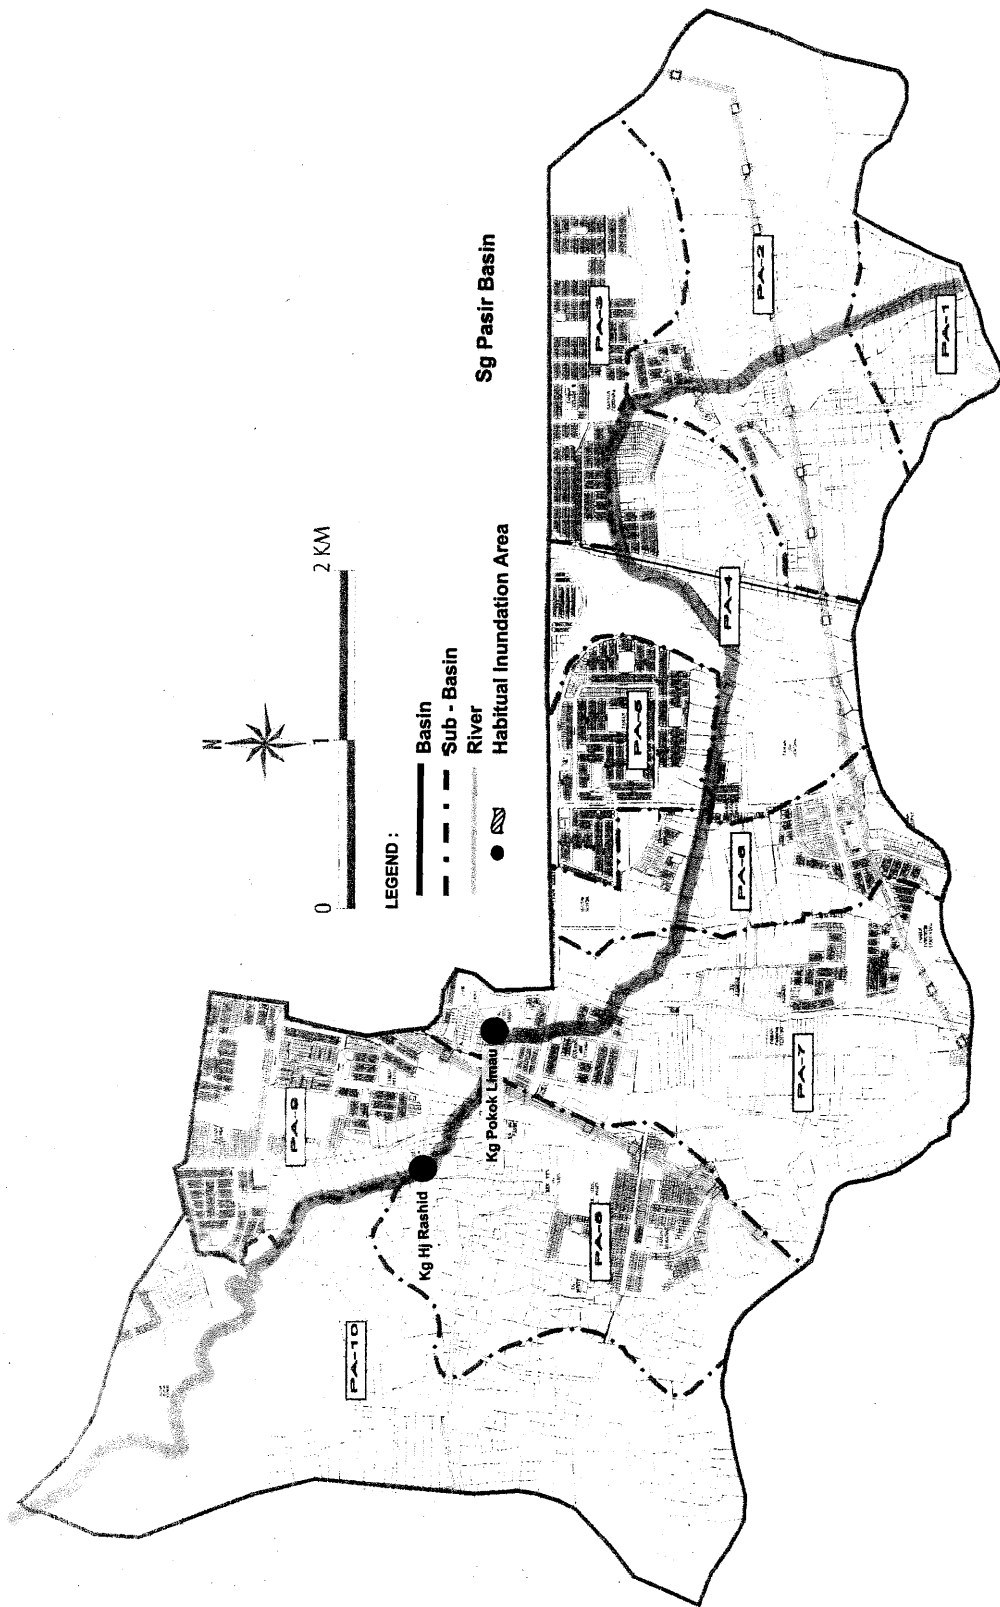 Sg Pasir Basin
N
0
1
2 KM
LEGEND :
Basin
Sub - Basin
River
Habitual Inundation Area
PA-1
PA-2
PA-3
PA-4
PA-5
PA-6
PA-7
PA-8
PA-9
PA-10
Kg Pokok Limau
Kg Hj Rashid